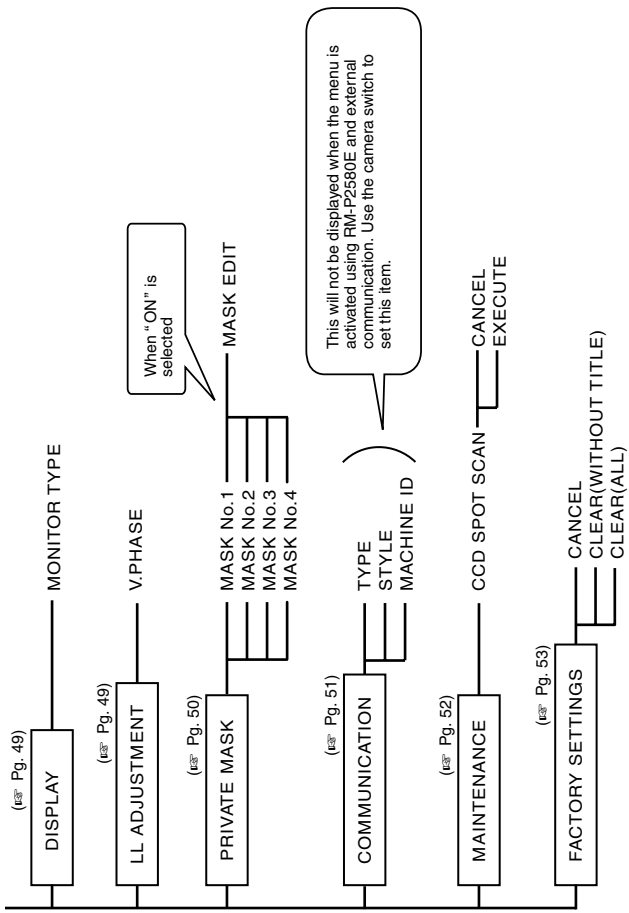 (☞ Pg. 49)
DISPLAY
MONITOR TYPE
(☞ Pg. 49)
LL ADJUSTMENT
V.PHASE
(☞ Pg. 50)
PRIVATE MASK
MASK No.1
MASK No.2
MASK No.3
MASK No.4
When "ON" is
selected
MASK EDIT
(☞ Pg. 51)
COMMUNICATION
TYPE
STYLE
MACHINE ID
This will not be displayed when the menu is
activated using RM-P2580E and external
communication. Use the camera switch to
set this item.
(☞ Pg. 52)
MAINTENANCE
CCD SPOT SCAN
CANCEL
EXECUTE
(☞ Pg. 53)
FACTORY SETTINGS
CANCEL
CLEAR(WITHOUT TITLE)
CLEAR(ALL)